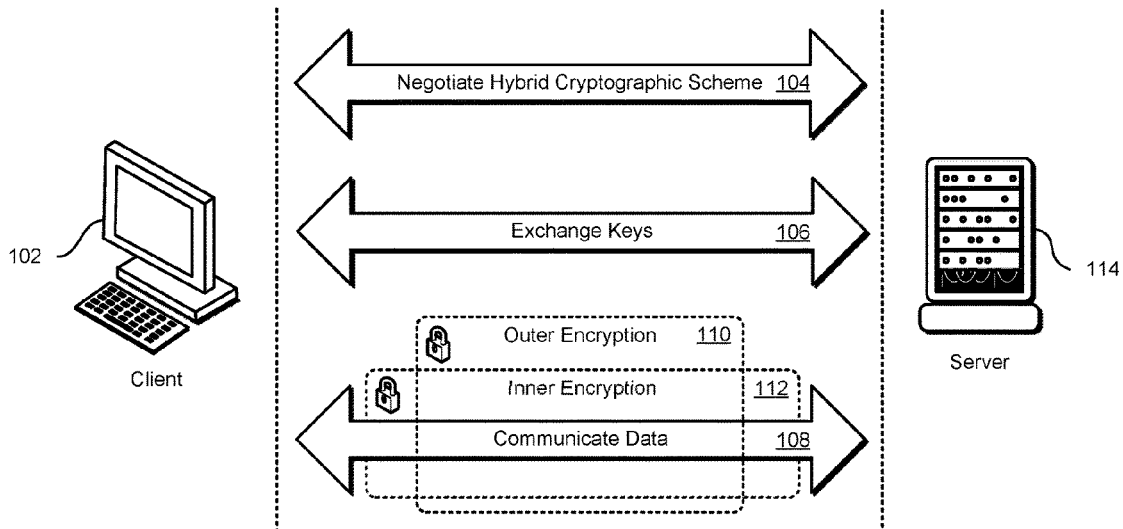 Negotiate Hybrid Cryptographic Scheme 104
102
Exchange Keys 106
114
Outer Encryption 110
Server
Client
Inner Encryption 112
Communicate Data 108